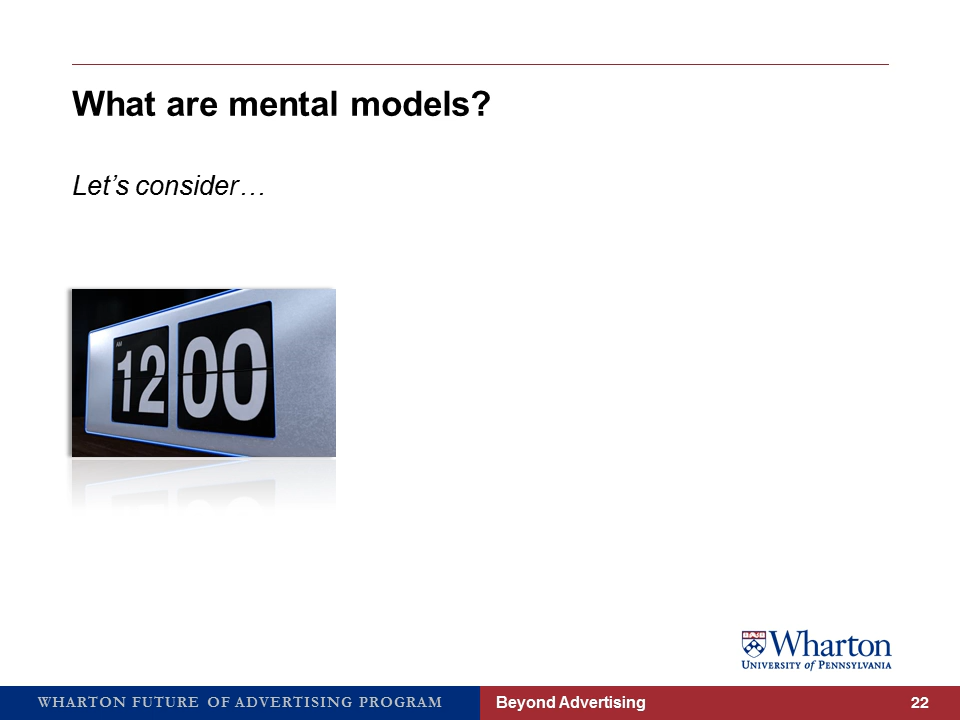 What are mental models?
Let’s consider…
AM
12 00
Wharton
UNIVERSITY of PENNSYLVANIA
WHARTON FUTURE OF ADVERTISING PROGRAM Beyond Advertising 22